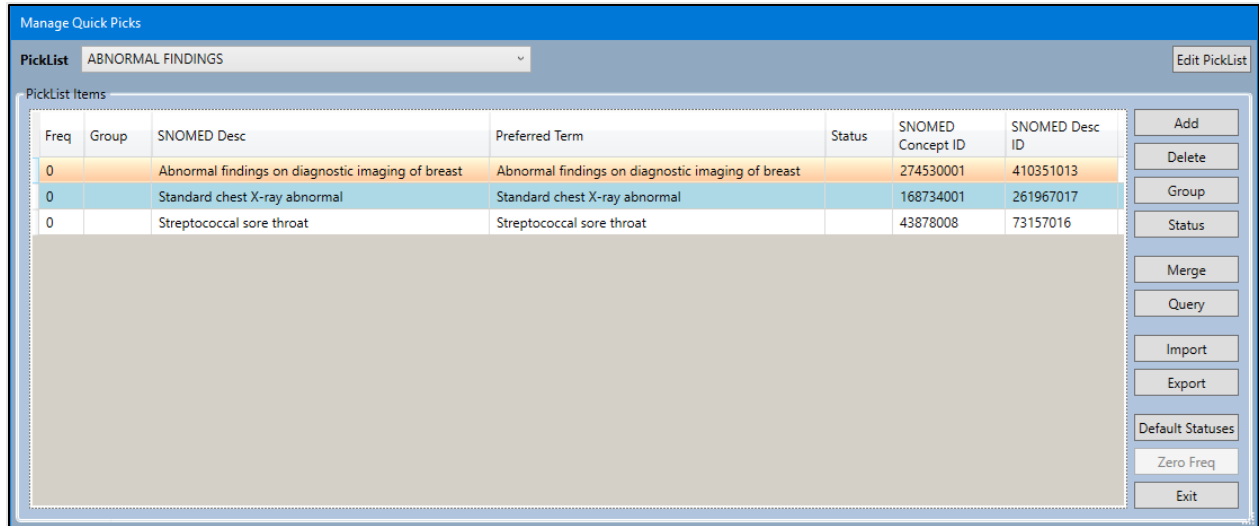 Manage Quick Picks
PickList ABNORMAL FINDINGS Edit PickList
PickList Items
Freq Group SNOMED Desc Preferred Term Status SNOMED Concept ID SNOMED Desc ID
0 Abnormal findings on diagnostic imaging of breast Abnormal findings on diagnostic imaging of breast 274530001 410351013
0 Standard chest X-ray abnormal Standard chest X-ray abnormal 168734001 261967017
0 Streptococcal sore throat Streptococcal sore throat 43878008 73157016
Add
Delete
Group
Status
Merge
Query
Import
Export
Default Statuses
Zero Freq
Exit